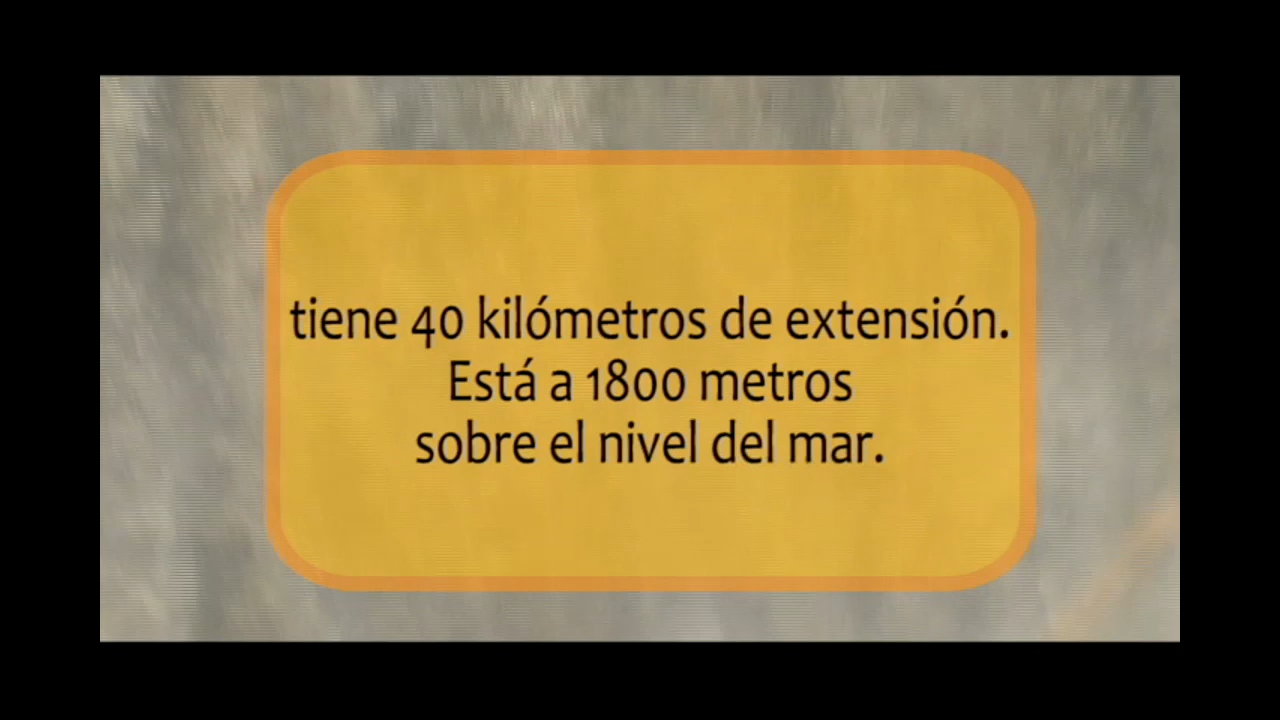 tiene 40 kilómetros de extensión.
Está a 1800 metros
sobre el nivel del mar.